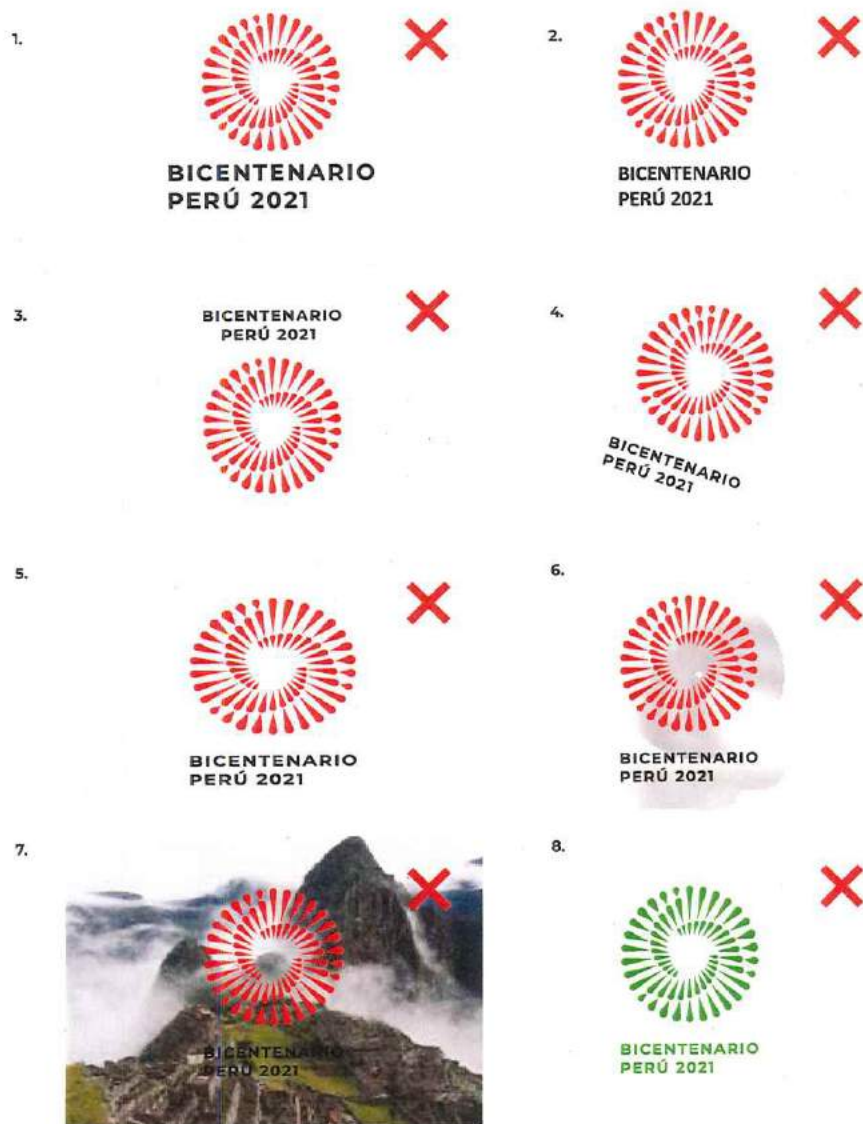 1.
BICENTENARIO
PERÚ 2021
2.
BICENTENARIO
PERÚ 2021
3.
BICENTENARIO
PERÚ 2021
4.
BICENTENARIO
PERÚ 2021
5.
BICENTENARIO
PERÚ 2021
6.
BICENTENARIO
PERÚ 2021
7.
BICENTENARIO
PERÚ 2021
8.
BICENTENARIO
PERÚ 2021